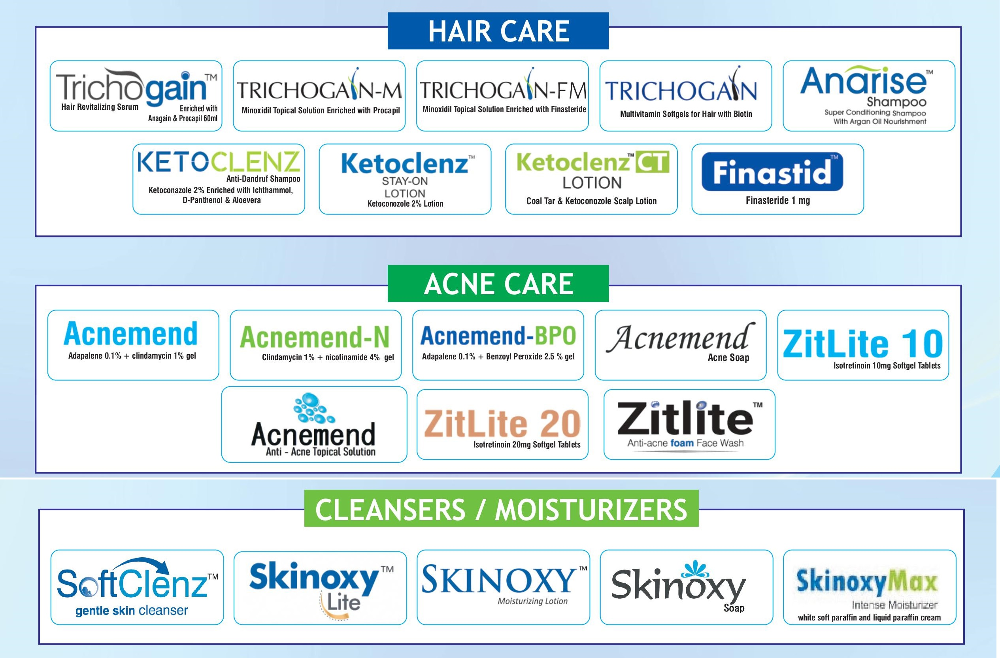 HAIR CARE
Trichogain™
Hair Revitalizing Serum
Enriched with
Anagain & Procapil 60ml
TRICHOGAIN-M
Minoxidil Topical Solution Enriched with Procapil
TRICHOGAIN-FM
Minoxidil Topical Solution Enriched with Finasteride
TRICHOGAIN
Multivitamin Softgels for Hair with Biotin
Anarise™
Shampoo
Super Conditioning Shampoo
With Argan Oil Nourishment
KETOCLENZ
Anti-Dandruf Shampoo
Ketoconazole 2% Enriched with Ichthammol,
D-Panthenol & Aloevera
Ketoclenz™
STAY-ON
LOTION
Ketoconozole 2% Lotion
Ketoclenz™ CT
LOTION
Coal Tar & Ketoconozole Scalp Lotion
Finastid™
Finasteride 1 mg
ACNE CARE
Acnemend
Adapalene 0.1% + clindamycin 1% gel
Acnemend-N
Clindamycin 1% + nicotinamide 4% gel
Acnemend-BPO
Adapalene 0.1% + Benzoyl Peroxide 2.5 % gel
Acnemend
Acne Soap
ZitLite 10
Isotretinoin 10mg Softgel Tablets
Acnemend
Anti - Acne Topical Solution
ZitLite 20
Isotretinoin 20mg Softgel Tablets
Zitlite™
Anti-acne foam Face Wash
CLEANSERS / MOISTURIZERS
SoftClenz™
gentle skin cleanser
Skinoxy™
Lite
SKINOXY™
Moisturizing Lotion
Skinoxy
Soap
SkinoxyMax
Intense Moisturizer
white soft paraffin and liquid paraffin cream